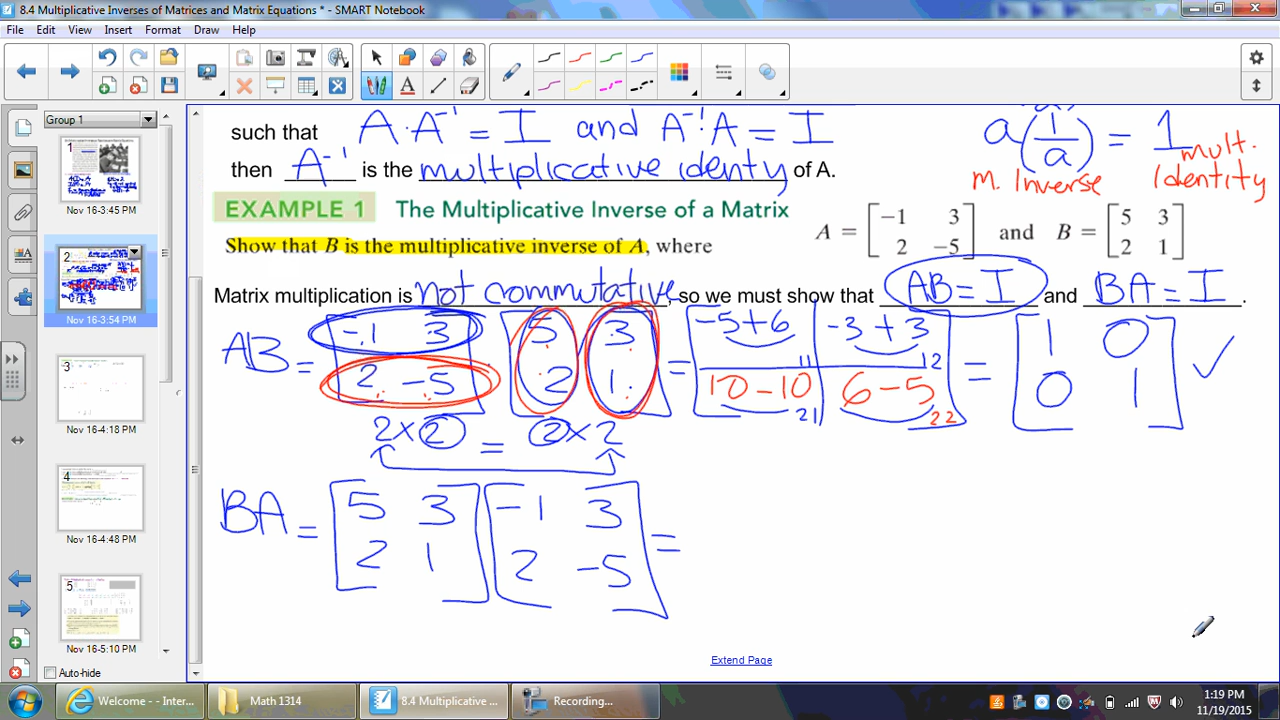 8.4 Multiplicative Inverses of Matrices and Matrix Equations * - SMART Notebook
File Edit View Insert Format Draw Help
Group 1
1
Nov 16-3:45 PM
2
Nov 16-3:54 PM
3
Nov 16-4:18 PM
4
Nov 16-4:48 PM
5
Nov 16-5:10 PM
Auto-hide
such that A · A⁻¹ = I and A⁻¹ · A = I
then A⁻¹ is the multiplicative identy of A.
a(1/a) = 1
m. Inverse
mult. Identity
EXAMPLE 1 The Multiplicative Inverse of a Matrix
Show that B is the multiplicative inverse of A, where
A = [−1 3; 2 −5] and B = [5 3; 2 1]
Matrix multiplication is not commutative, so we must show that AB = I and BA = I.
AB = [-1 3; 2 -5] [5 3; 2 1] = [-5+6 11 -3+3 12; 10-10 21 6-5 22] = [1 0; 0 1] ✓
2×2 = 2×2
BA = [5 3; 2 1] [-1 3; 2 -5] =
Extend Page
Welcome - - Inter...
Math 1314
8.4 Multiplicative ...
Recording...
1:19 PM
11/19/2015